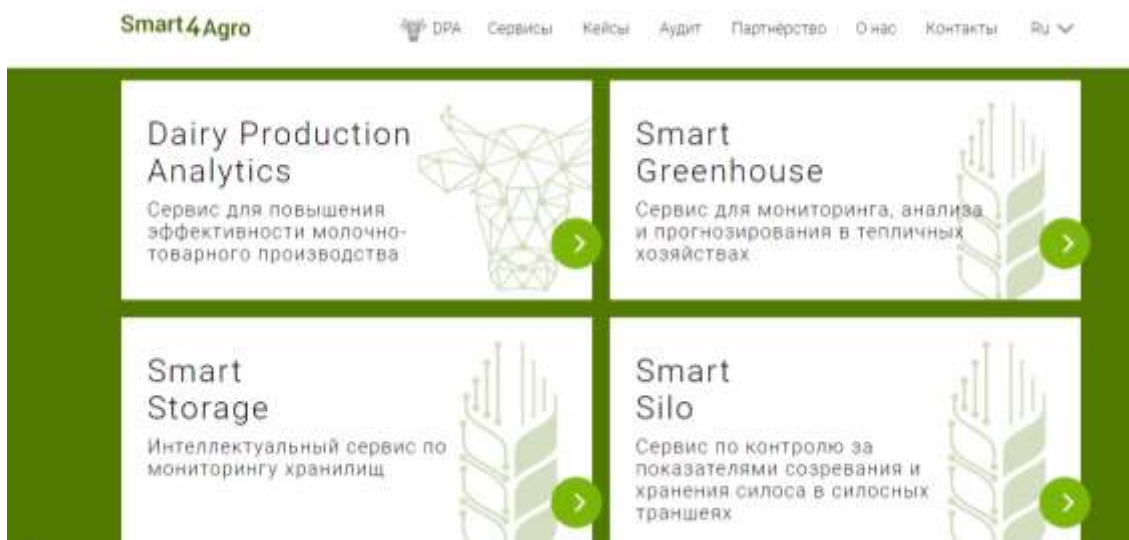 Smart4Agro
DPA Сервисы Кейсы Аудит Партнёрство О нас Контакты Ru
Dairy Production
Analytics
Сервис для повышения
эффективности молочно-
товарного производства
Smart
Greenhouse
Сервис для мониторинга, анализа
и прогнозирования в тепличных
хозяйствах
Smart
Storage
Интеллектуальный сервис по
мониторингу хранилищ
Smart
Silo
Сервис по контролю за
показателями созревания и
хранения силоса в силосных
траншеях